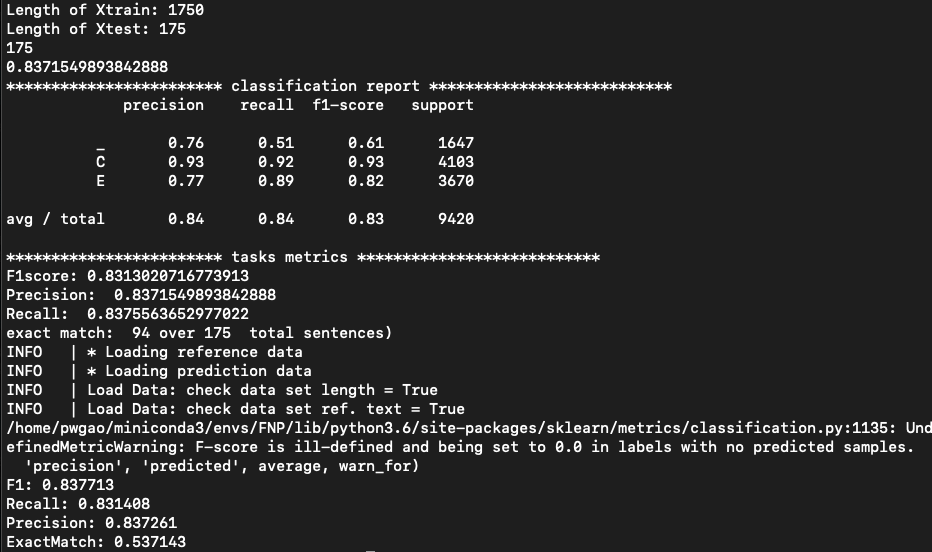 Length of Xtrain: 1750
Length of Xtest: 175
175
0.8371549893842888
************************ classification report ***************************
             precision    recall  f1-score   support

          _       0.76      0.51      0.61      1647
          C       0.93      0.92      0.93      4103
          E       0.77      0.89      0.82      3670

avg / total       0.84      0.84      0.83      9420

************************ tasks metrics ***************************
F1score: 0.8313020716773913
Precision:  0.8371549893842888
Recall:  0.8375563652977022
exact match:  94 over 175  total sentences)
INFO   | * Loading reference data
INFO   | * Loading prediction data
INFO   | Load Data: check data set length = True
INFO   | Load Data: check data set ref. text = True
/home/pwgao/miniconda3/envs/FNP/lib/python3.6/site-packages/sklearn/metrics/classification.py:1135: Und
efinedMetricWarning: F-score is ill-defined and being set to 0.0 in labels with no predicted samples.
  'precision', 'predicted', average, warn_for)
F1: 0.837713
Recall: 0.831408
Precision: 0.837261
ExactMatch: 0.537143